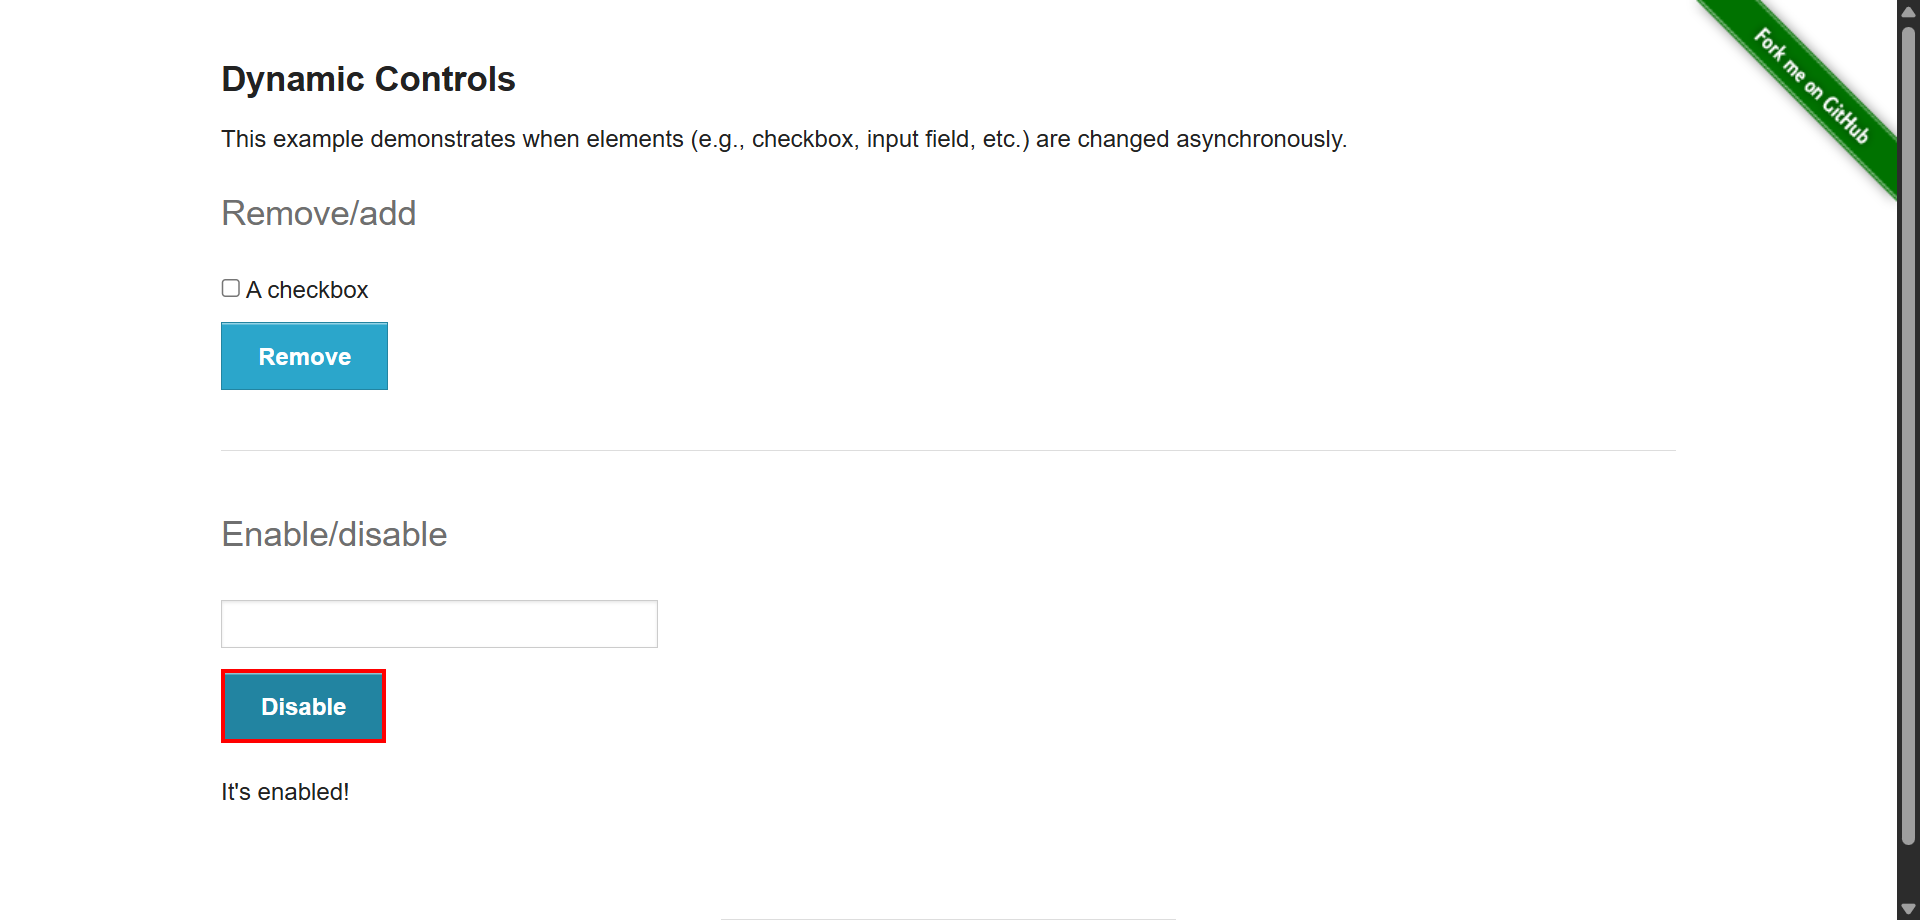 Fork me on GitHub
Dynamic Controls
This example demonstrates when elements (e.g., checkbox, input field, etc.) are changed asynchronously.
Remove/add
A checkbox
Remove
Enable/disable
Disable
It's enabled!